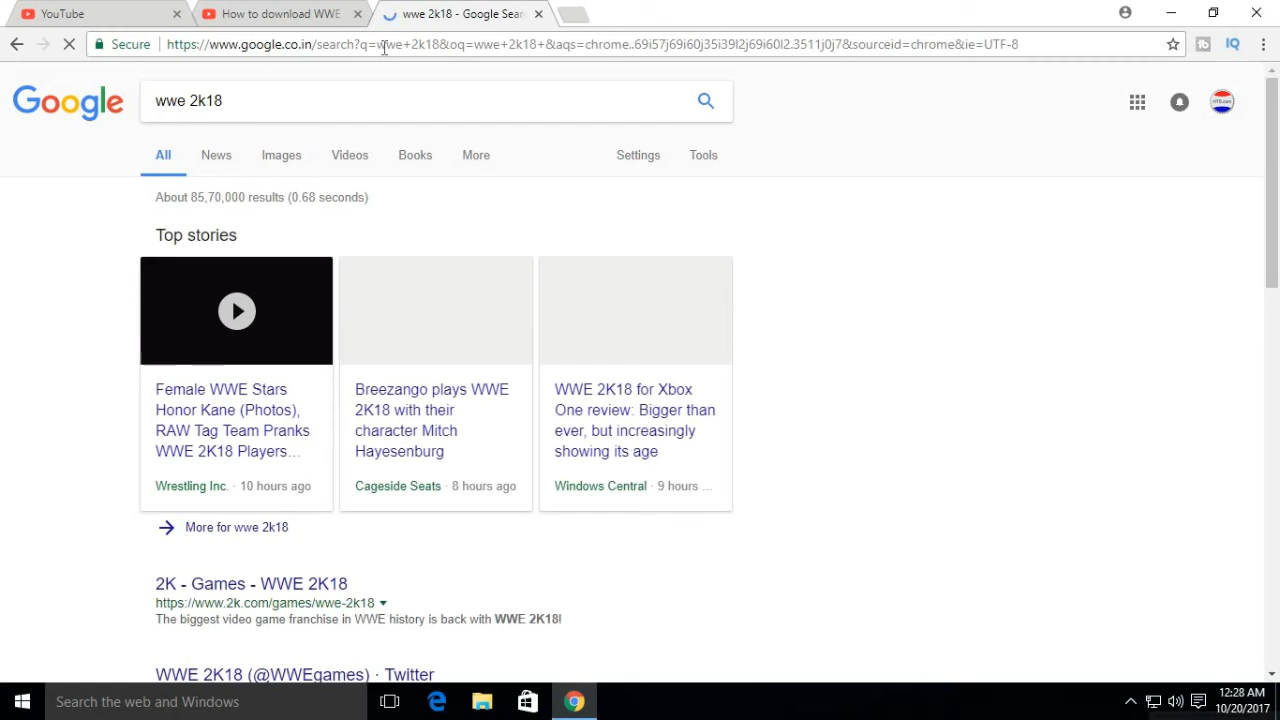 YouTube
How to download WWE
wwe 2k18 - Google Sear
Secure
https://www.google.co.in/search?q=wwe+2k18&oq=wwe+2k18+&aqs=chrome..69i57j69i60j35i39l2j69i60l2.3511j0j7&sourceid=chrome&ie=UTF-8
Google
wwe 2k18
All
News
Images
Videos
Books
More
Settings
Tools
About 85,70,000 results (0.68 seconds)
Top stories
Female WWE Stars
Honor Kane (Photos),
RAW Tag Team Pranks
WWE 2K18 Players...
Wrestling Inc. · 10 hours ago
Breezango plays WWE
2K18 with their
character Mitch
Hayesenburg
Cageside Seats · 8 hours ago
WWE 2K18 for Xbox
One review: Bigger than
ever, but increasingly
showing its age
Windows Central · 9 hours ...
More for wwe 2k18
2K - Games - WWE 2K18
https://www.2k.com/games/wwe-2k18
The biggest video game franchise in WWE history is back with WWE 2K18!
WWE 2K18 (@WWEgames) · Twitter
Search the web and Windows
12:28 AM
10/20/2017